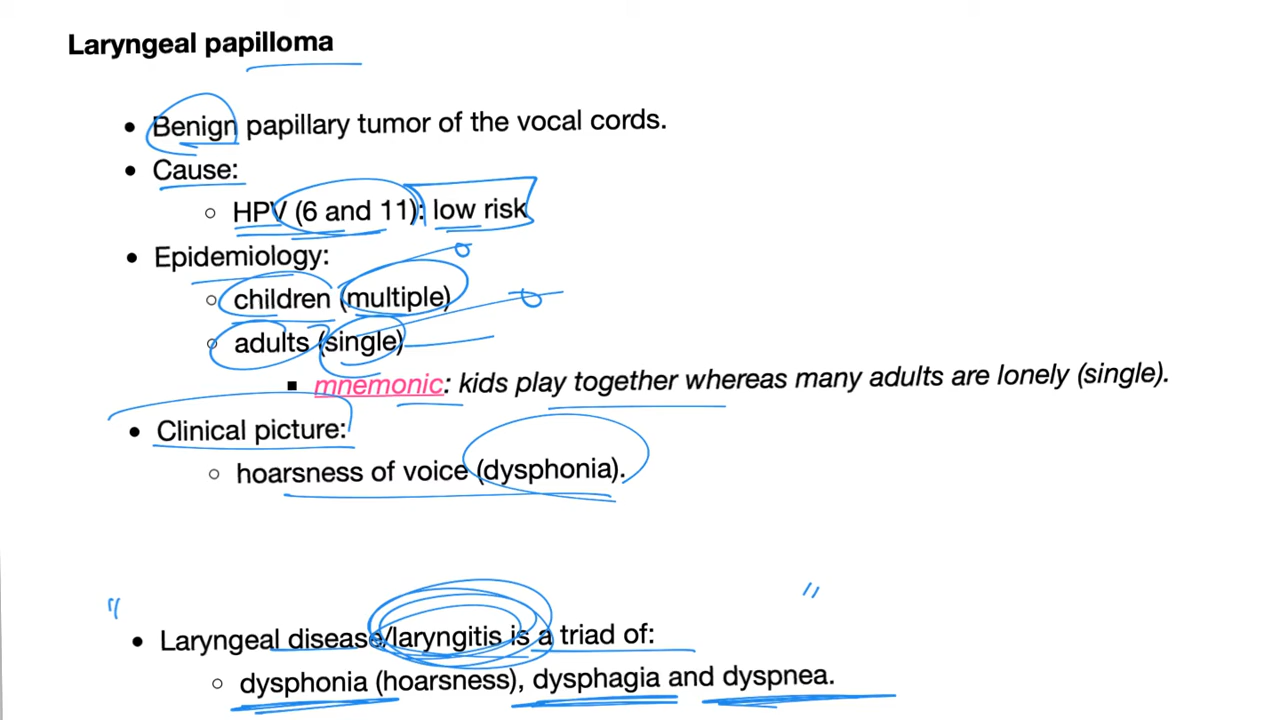 Laryngeal papilloma
• Benign papillary tumor of the vocal cords.
• Cause:
○ HPV (6 and 11): low risk
• Epidemiology:
○ children (multiple)
○ adults (single)
■ mnemonic: kids play together whereas many adults are lonely (single).
• Clinical picture:
○ hoarsness of voice (dysphonia).
• Laryngeal disease/laryngitis is a triad of:
○ dysphonia (hoarsness), dysphagia and dyspnea.